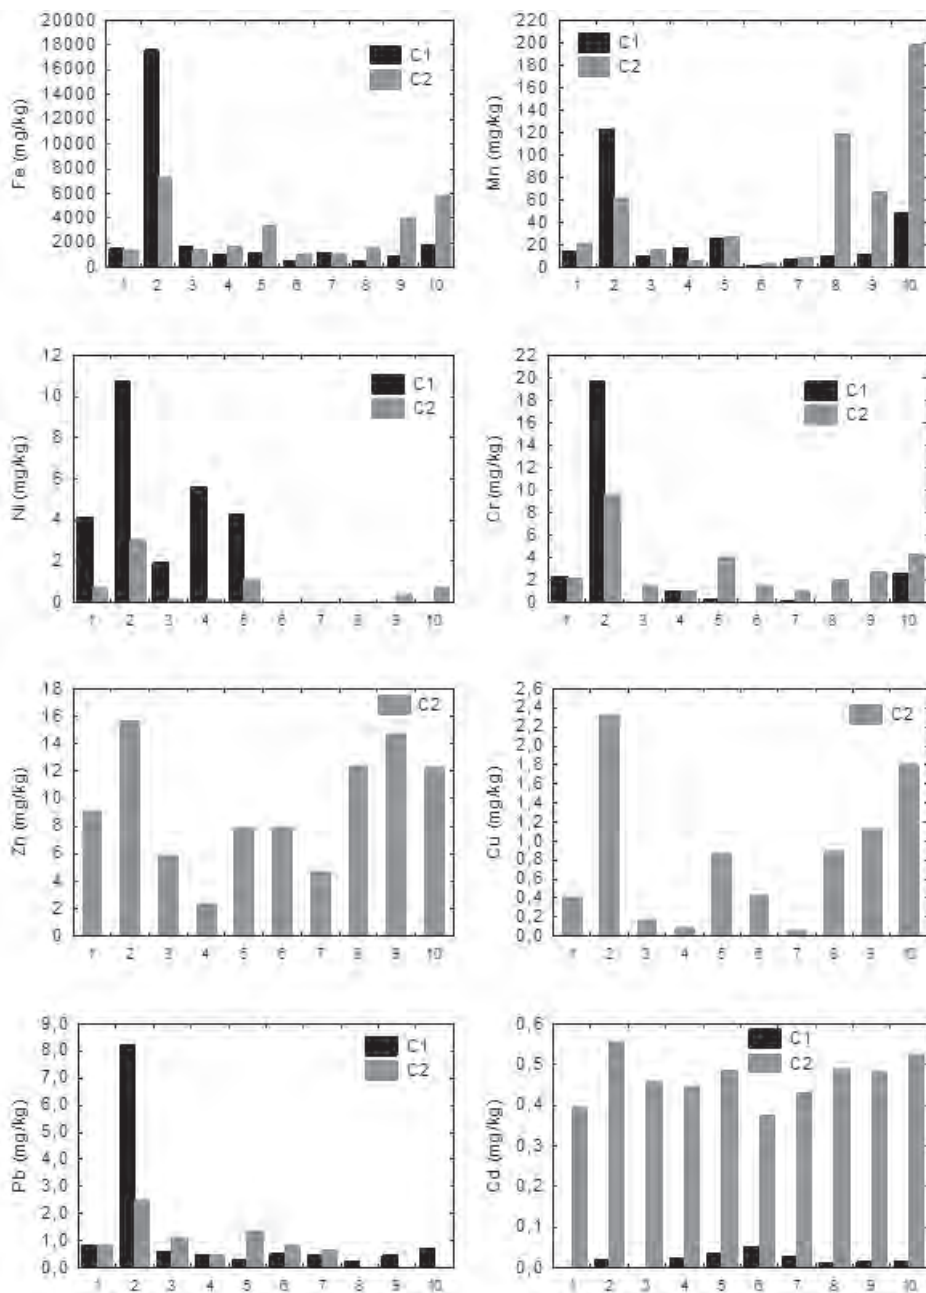 Fe (mg/kg)
20000
18000
16000
14000
12000
10000
8000
6000
4000
2000
0
C1
C2
1 2 3 4 5 6 7 8 9 10
Mn (mg/kg)
220
200
180
160
140
120
100
80
60
40
20
0
C1
C2
1 2 3 4 5 6 7 8 9 10
Ni (mg/kg)
12
10
8
6
4
2
0
C1
C2
1 2 3 4 5 6 7 8 9 10
Cr (mg/kg)
22
20
18
16
14
12
10
8
6
4
2
0
C1
C2
1 2 3 4 5 6 7 8 9 10
Zn (mg/kg)
18
16
14
12
10
8
6
4
2
0
C2
1 2 3 4 5 6 7 8 9 10
Cu (mg/kg)
2,6
2,4
2,2
2,0
1,8
1,6
1,4
1,2
1,0
0,8
0,6
0,4
0,2
0,0
C2
1 2 3 4 5 6 7 8 9 10
Pb (mg/kg)
9,0
8,0
7,0
6,0
5,0
4,0
3,0
2,0
1,0
0,0
C1
C2
1 2 3 4 5 6 7 8 9 10
Cd (mg/kg)
0,6
0,5
0,4
0,3
0,2
0,1
0,0
C1
C2
1 2 3 4 5 6 7 8 9 10